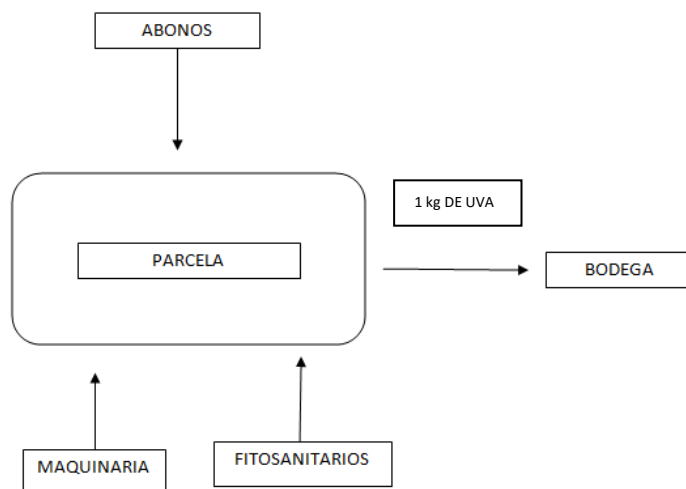 ABONOS
1 kg DE UVA
PARCELA
BODEGA
MAQUINARIA
FITOSANITARIOS